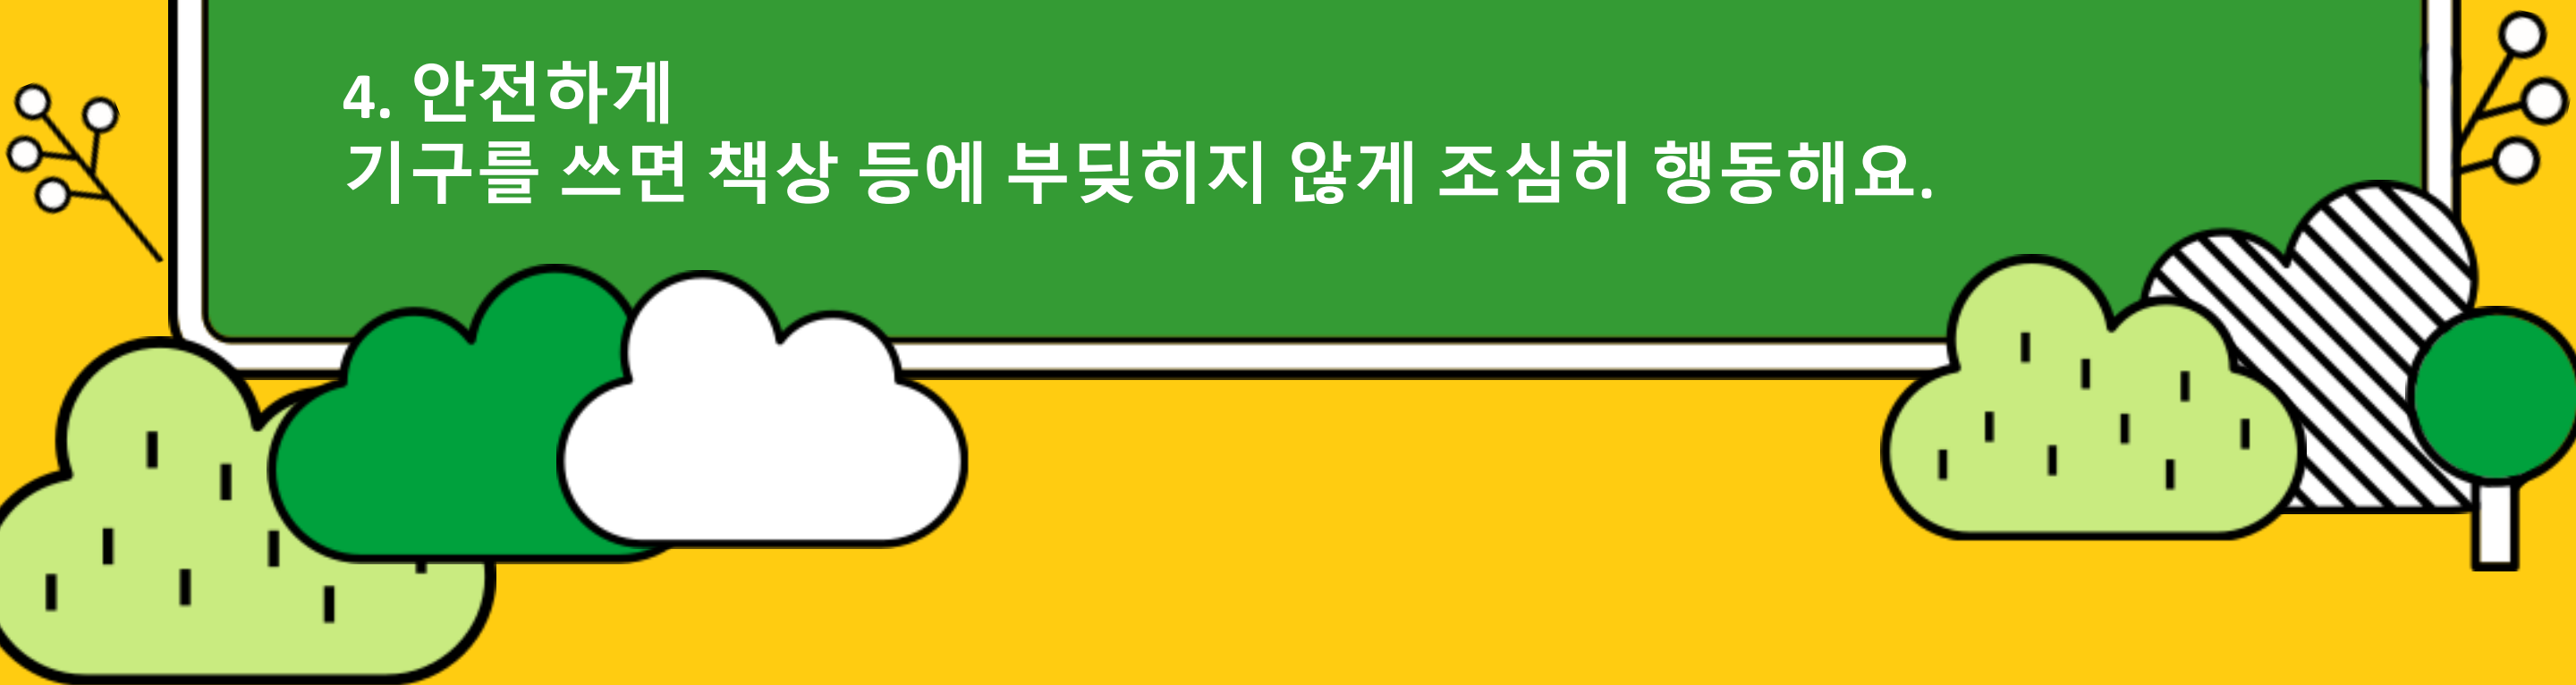 4. 안전하게
기구를 쓰면 책상 등에 부딪히지 않게 조심히 행동해요.